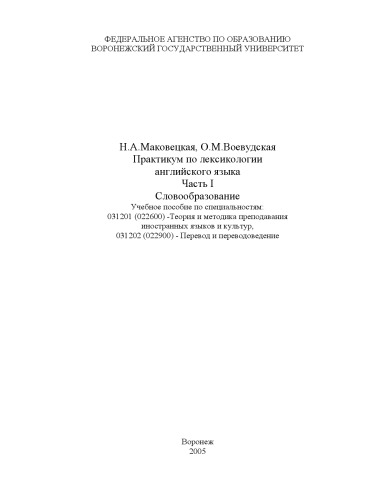 ФЕДЕРАЛЬНОЕ АГЕНСТВО ПО ОБРАЗОВАНИЮ
ВОРОНЕЖСКИЙ ГОСУДАРСТВЕННЫЙ УНИВЕРСИТЕТ
Н.А.Маковецкая, О.М.Воевудская
Практикум по лексикологии
английского языка
Часть I
Словообразование
Учебное пособие по специальностям:
031201 (022600) -Теория и методика преподавания
иностранных языков и культур,
031202 (022900) - Перевод и переводоведение
Воронеж
2005